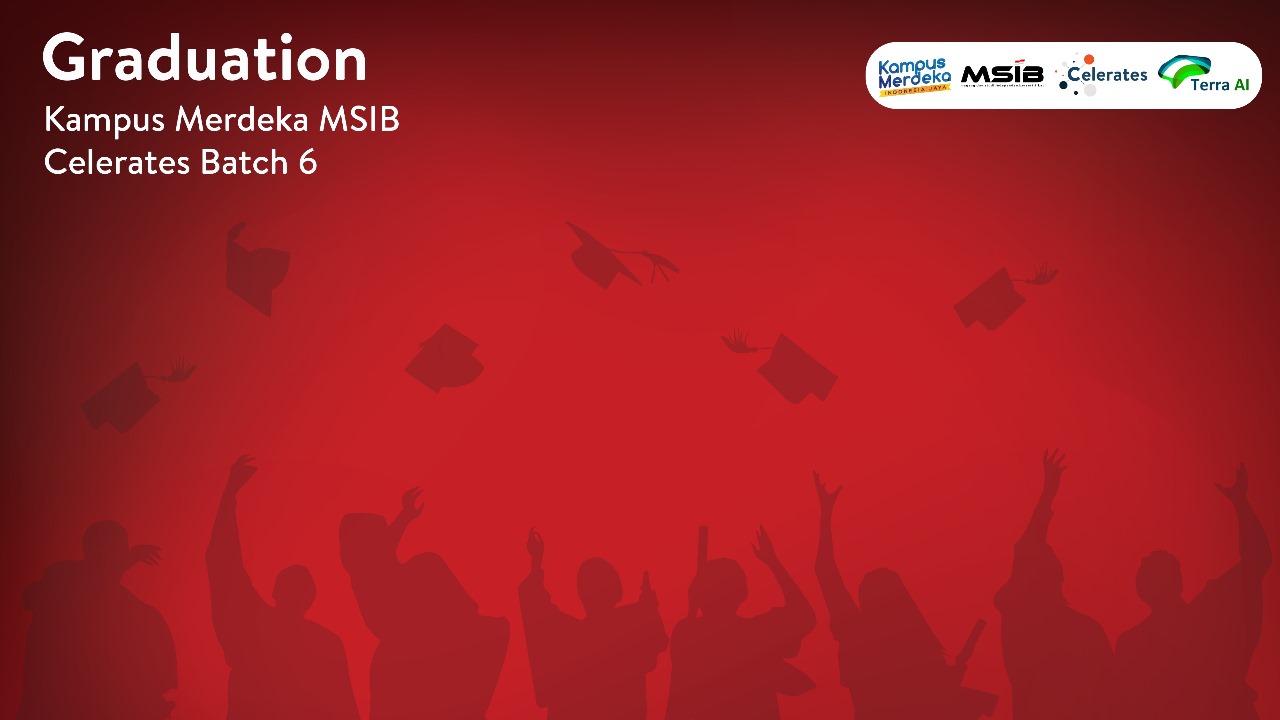 Graduation
Kampus Merdeka MSIB
Celerates Batch 6
Kampus
Merdeka
INDONESIA JAYA
MSIB
Celerates
Terra AI